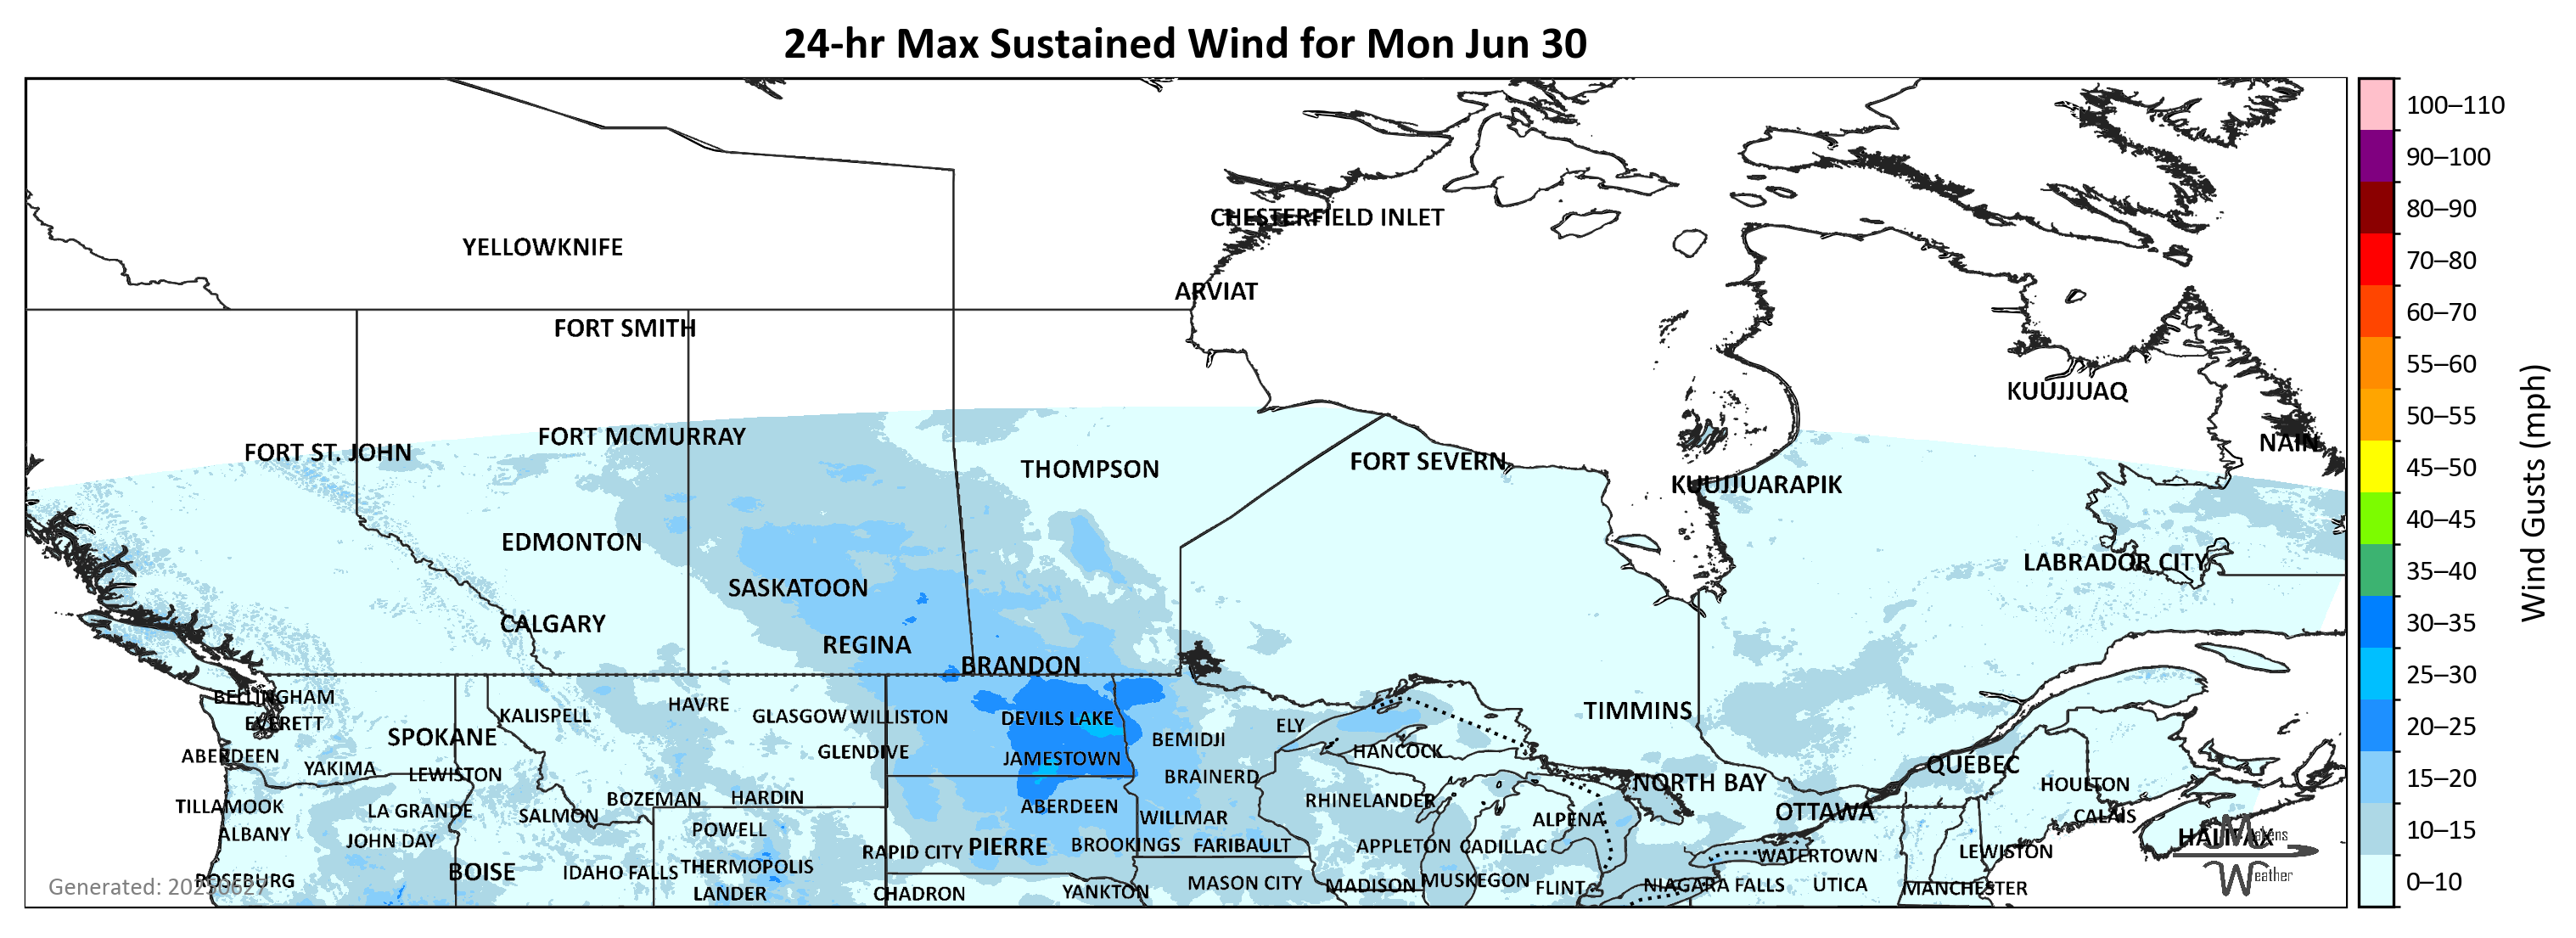 24-hr Max Sustained Wind for Mon Jun 30
100–110
90–100
80–90
70–80
60–70
55–60
50–55
45–50
40–45
35–40
30–35
25–30
20–25
15–20
10–15
0–10
Wind Gusts (mph)
CHESTERFIELD INLET
YELLOWKNIFE
ARVIAT
FORT SMITH
KUUJJUAQ
FORT MCMURRAY
NAIN
FORT ST. JOHN
FORT SEVERN
THOMPSON
KUUJJUARAPIK
EDMONTON
LABRADOR CITY
SASKATOON
CALGARY
REGINA
BRANDON
BELLINGHAM
HAVRE
TIMMINS
KALISPELL
GLASGOW
WILLISTON
DEVILS LAKE
EVERETT
ELY
SPOKANE
BEMIDJI
HANCOCK
GLENDIVE
ABERDEEN
JAMESTOWN
QUÉBEC
YAKIMA
LEWISTON
BRAINERD
NORTH BAY
HOULTON
BOZEMAN
HARDIN
RHINELANDER
TILLAMOOK
ABERDEEN
LA GRANDE
OTTAWA
SALMON
CALAIS
WILLMAR
ALPENA
POWELL
ALBANY
HALIFAX
Makens
JOHN DAY
BROOKINGS
FARIBAULT
APPLETON
CADILLAC
PIERRE
RAPID CITY
LEWISTON
WATERTOWN
THERMOPOLIS
BOISE
IDAHO FALLS
Weather
ROSEBURG
MUSKEGON
MASON CITY
MADISON
NIAGARA FALLS
UTICA
Generated: 20250627
FLINT
MANCHESTER
YANKTON
LANDER
CHADRON